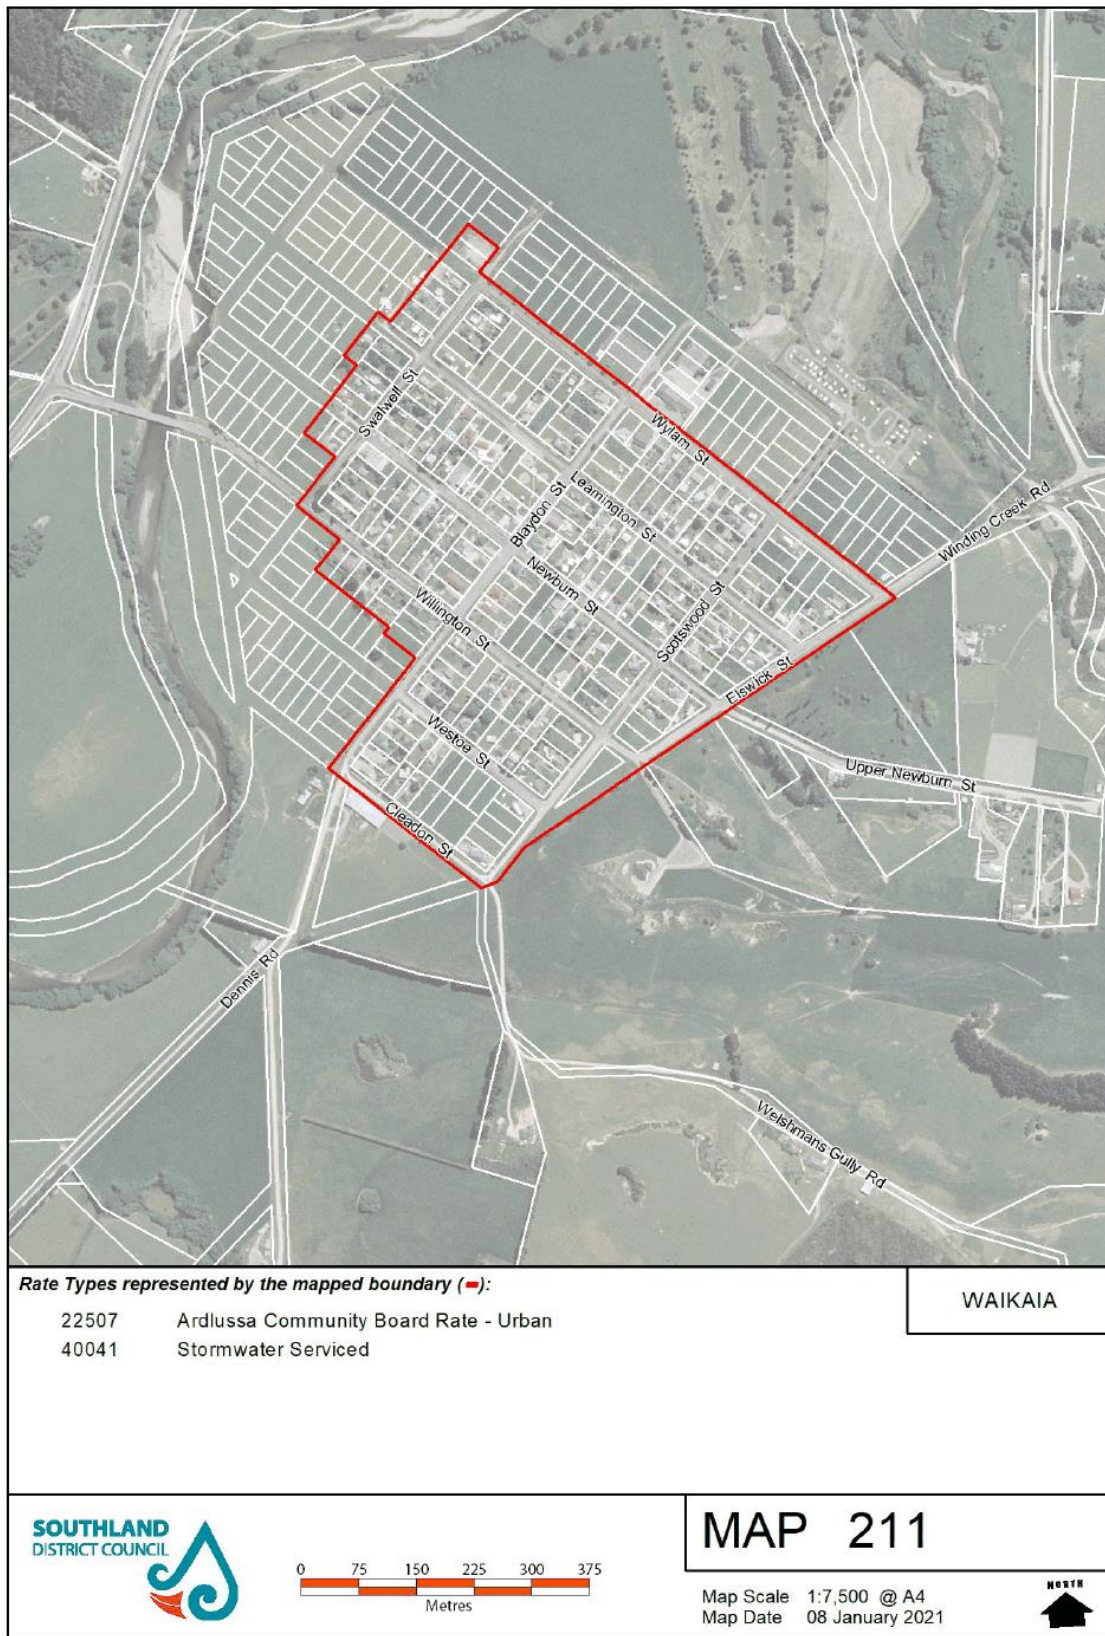 Swalwell St
Wylam St
Leamington St
Blaydon St
Winding Creek Rd
Newburn St
Willington St
Scotswood St
Elswick St
Westoe St
Upper Newburn St
Cleadon St
Dennis Rd
Welshmans Gully Rd
Rate Types represented by the mapped boundary (-):
22507 Ardlussa Community Board Rate - Urban
40041 Stormwater Serviced
WAIKAIA
SOUTHLAND
DISTRICT COUNCIL
0 75 150 225 300 375
Metres
MAP 211
Map Scale 1:7,500 @ A4
Map Date 08 January 2021
NORTH